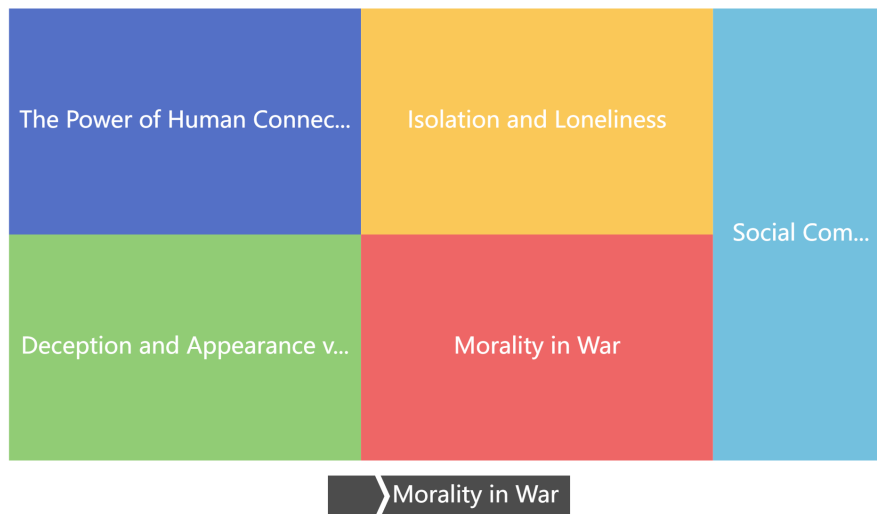 The Power of Human Connec...
Isolation and Loneliness
Social Com...
Deception and Appearance v...
Morality in War
Morality in War